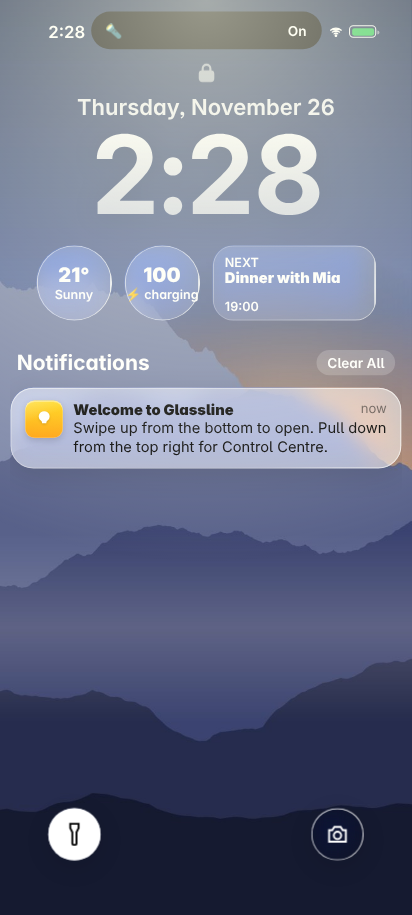 2:28
On
Thursday, November 26
2:28
21°
Sunny
100
⚡ charging
NEXT
Dinner with Mia
19:00
Notifications
Clear All
Welcome to Glassline
now
Swipe up from the bottom to open. Pull down
from the top right for Control Centre.